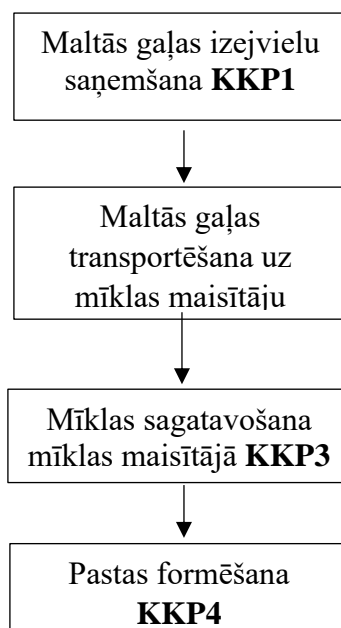 Maltās gaļas izejvielu
saņemšana KKP1
Maltās gaļas
transportēšana uz
mīklas maisītāju
Mīklas sagatavošana
mīklas maisītājā KKP3
Pastas formēšana
KKP4